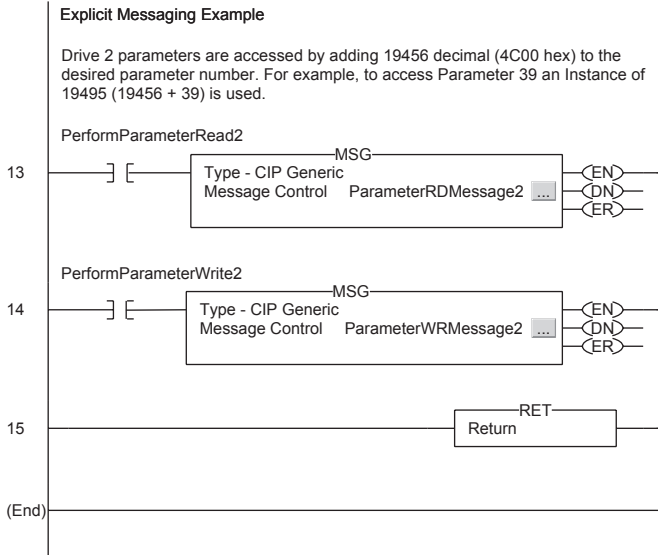 Explicit Messaging Example
Drive 2 parameters are accessed by adding 19456 decimal (4C00 hex) to the
desired parameter number. For example, to access Parameter 39 an Instance of
19495 (19456 + 39) is used.
PerformParameterRead2
MSG
13
Type - CIP Generic
EN
Message Control ParameterRDMessage2 ...
DN
ER
PerformParameterWrite2
MSG
14
Type - CIP Generic
EN
Message Control ParameterWRMessage2 ...
DN
ER
RET
15
Return
(End)